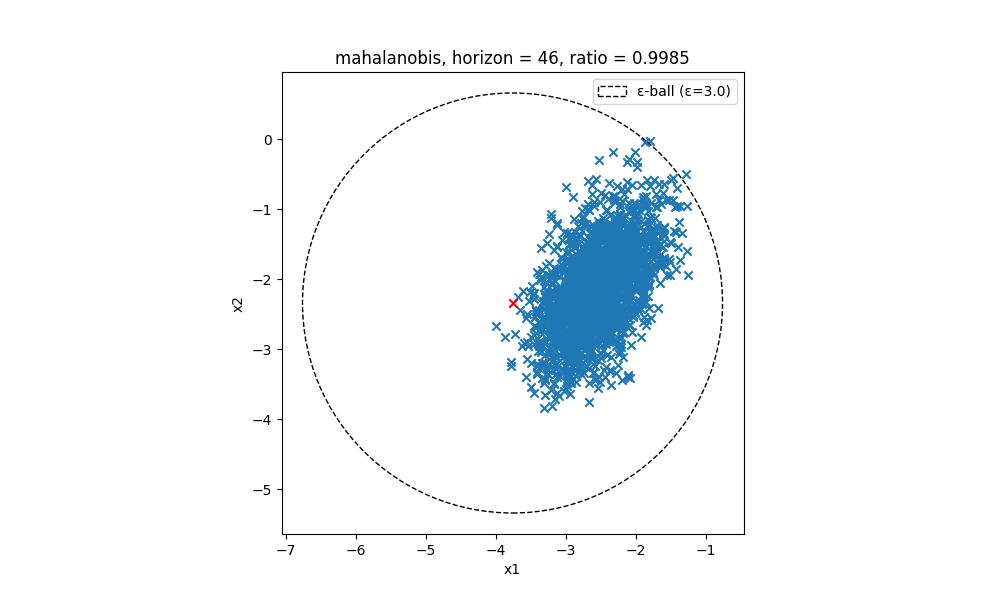 mahalanobis, horizon = 46, ratio = 0.9985
ε-ball (ε=3.0)
x2
0
−1
−2
−3
−4
−5
−7 −6 −5 −4 −3 −2 −1
x1